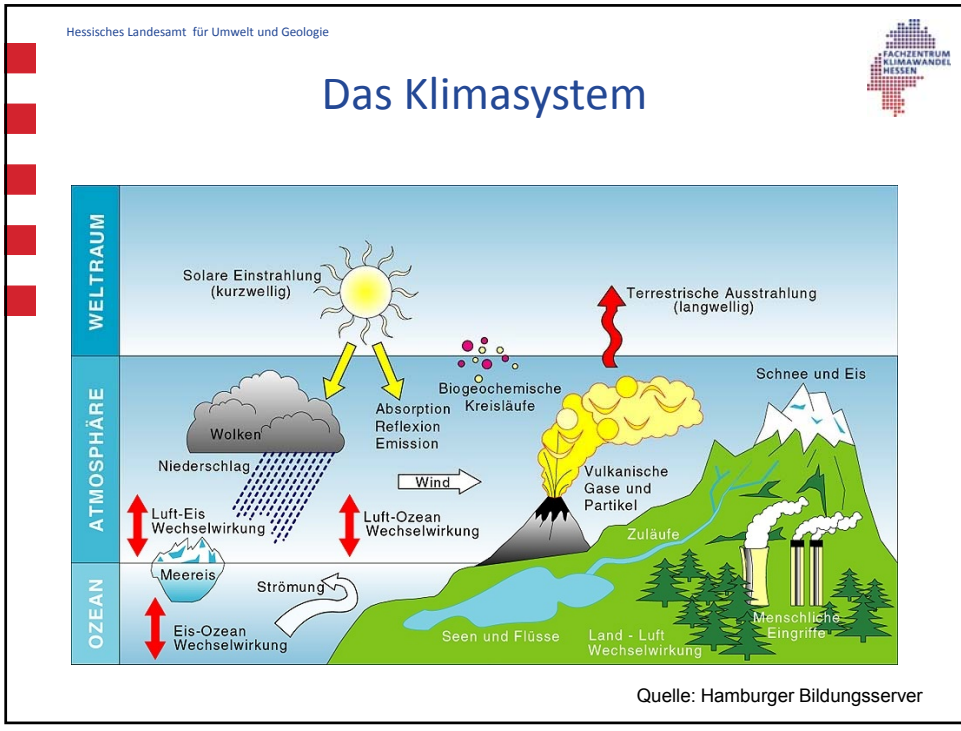 Hessisches Landesamt für Umwelt und Geologie
FACHZENTRUM
KLIMAWANDEL
HESSEN
Das Klimasystem
WELTRAUM
Solare Einstrahlung
(kurzwellig)
Terrestrische Ausstrahlung
(langwellig)
ATMOSPHÄRE
Wolken
Niederschlag
Absorption
Reflexion
Emission
Biogeochemische
Kreisläufe
Schnee und Eis
Wind
Vulkanische
Gase und
Partikel
Luft-Eis
Wechselwirkung
Luft-Ozean
Wechselwirkung
Zuläufe
OZEAN
Meereis
Strömung
Eis-Ozean
Wechselwirkung
Seen und Flüsse
Land - Luft
Wechselwirkung
Menschliche
Eingriffe
Quelle: Hamburger Bildungsserver